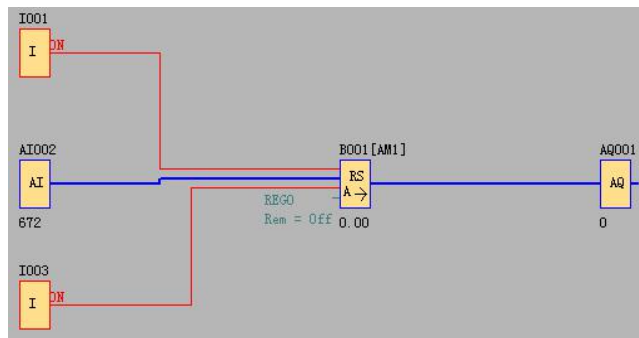 I001
I ON
AI002
B001[AM1]
AQ001
AI
RS
A→
AQ
REG0
Rem = Off
672
0.00
0
I003
I ON